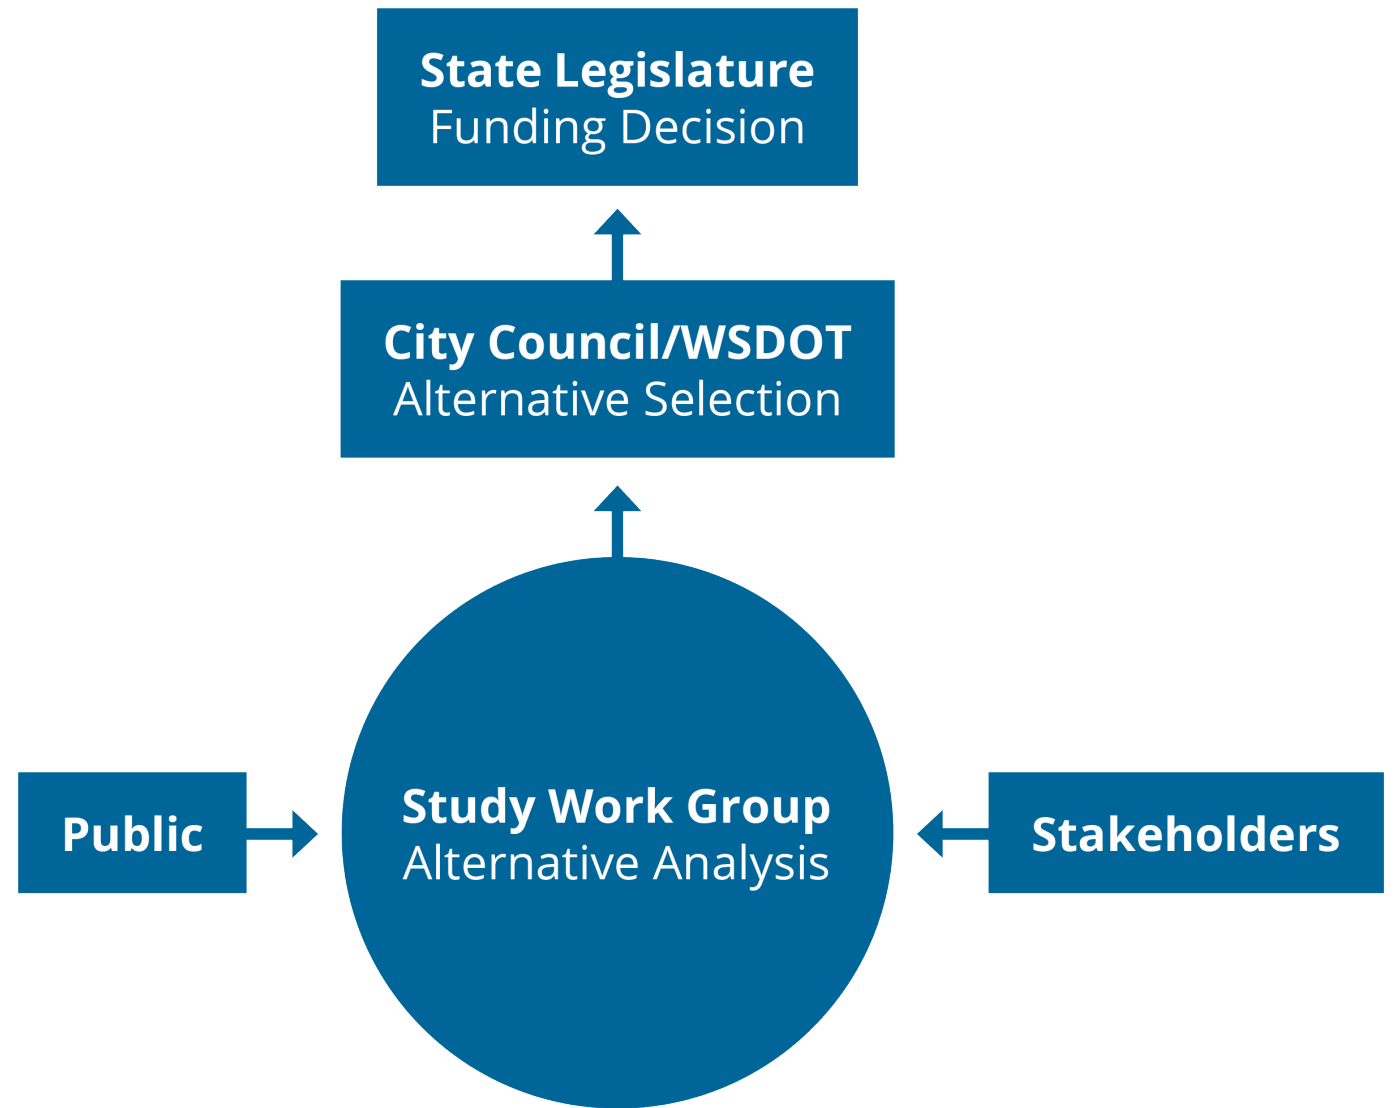 State Legislature
Funding Decision
City Council/WSDOT
Alternative Selection
Study Work Group
Alternative Analysis
Public
Stakeholders